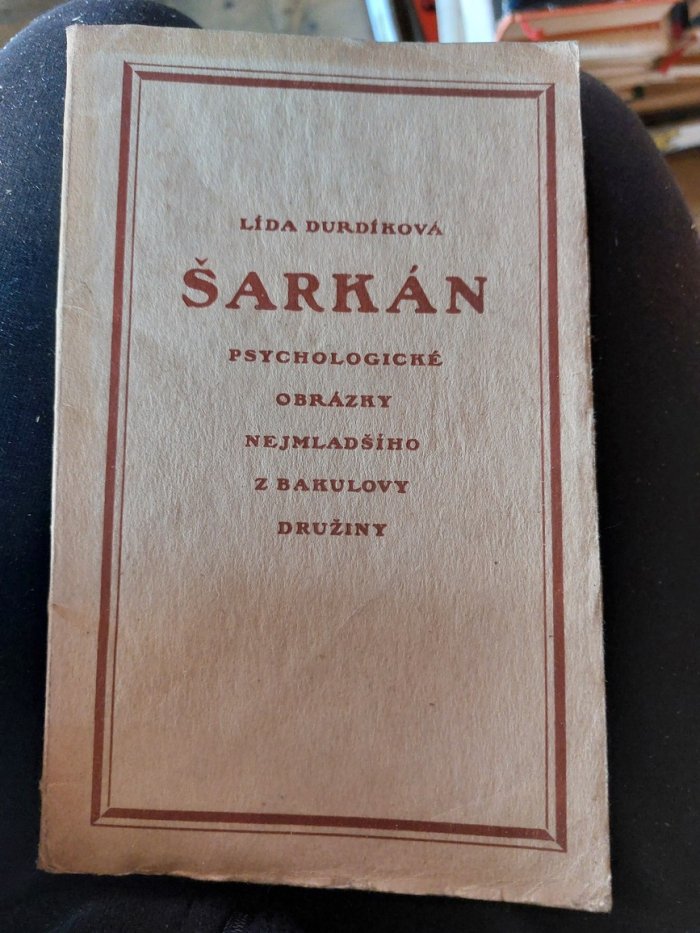 LÍDA DURDÍKOVÁ
ŠARKÁN
PSYCHOLOGICKÉ
OBRÁZKY
NEJMLADŠÍHO
Z BAKULOVY
DRUŽINY